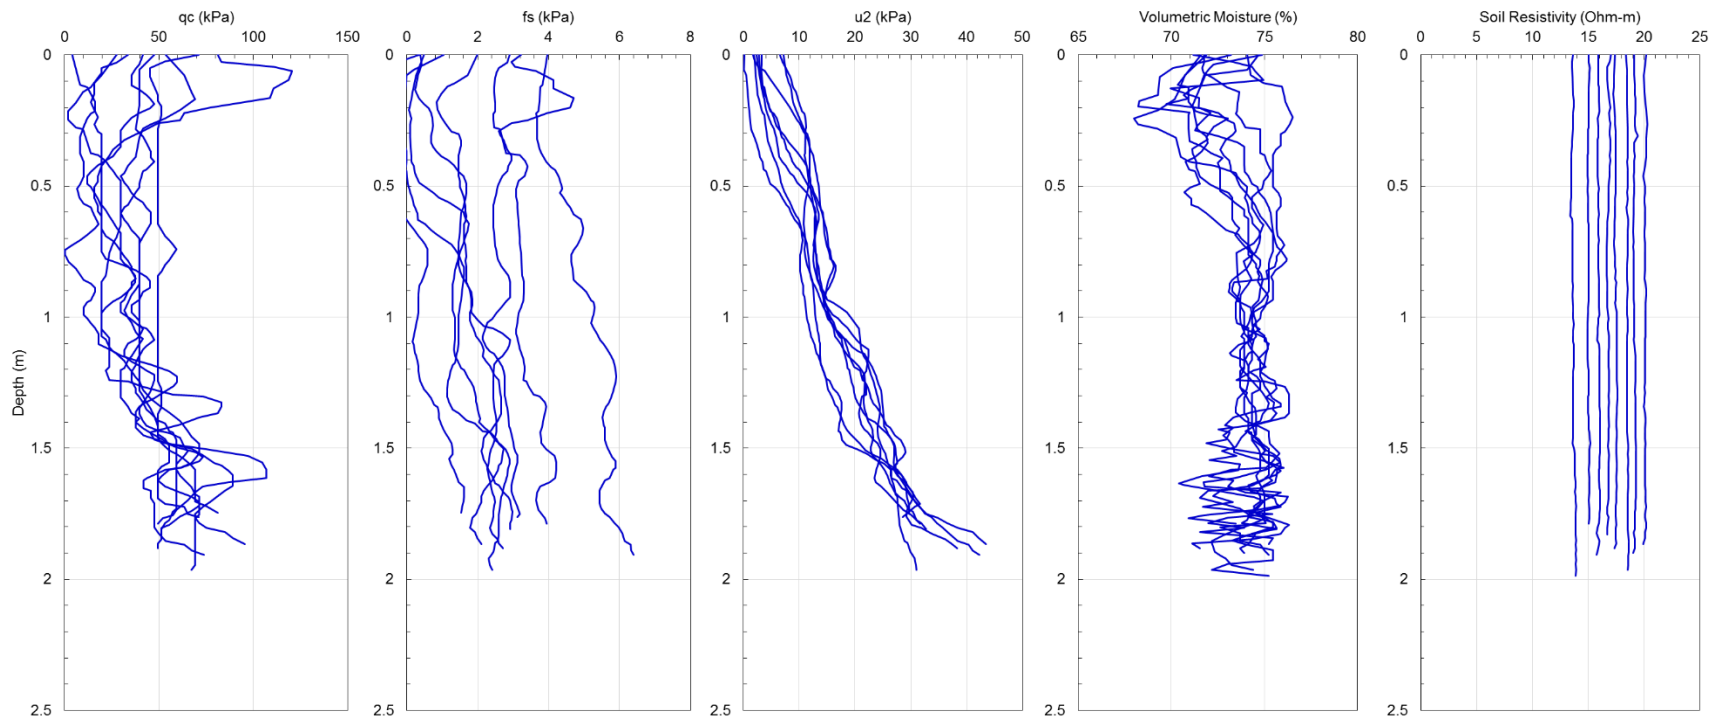 qc (kPa) fs (kPa) u2 (kPa) Volumetric Moisture (%) Soil Resistivity (Ohm-m)
0 50 100 150 0 2 4 6 8 0 10 20 30 40 50 65 70 75 80 0 5 10 15 20 25
0 0 0 0 0
0.5 0.5 0.5 0.5 0.5
1 1 1 1 1
Depth (m)
1.5 1.5 1.5 1.5 1.5
2 2 2 2 2
2.5 2.5 2.5 2.5 2.5